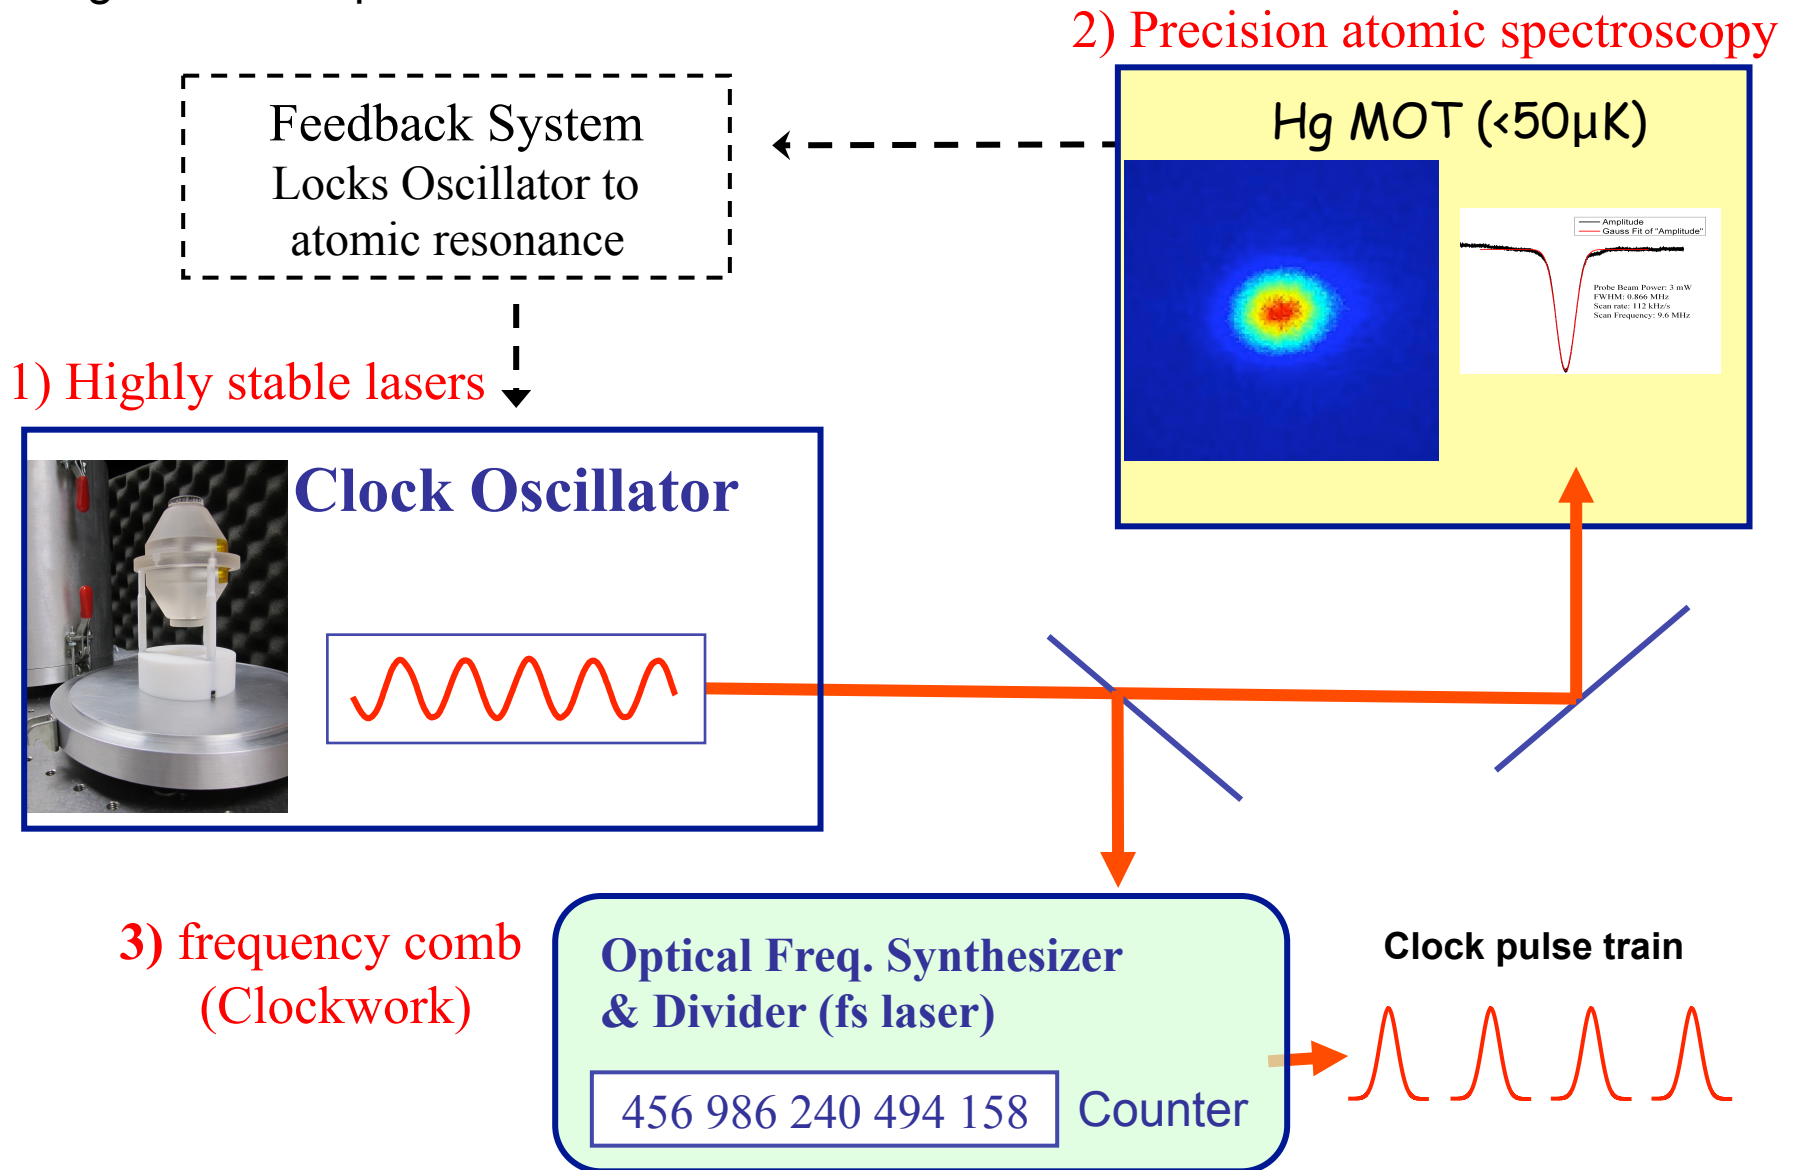 2) Precision atomic spectroscopy
Feedback System
Locks Oscillator to
atomic resonance
Hg MOT (<50µK)
Amplitude
Gauss Fit of "Amplitude"
Probe Beam Power: 3 mW
FWHM: 0.866 MHz
Scan rate: 112 kHz/s
Scan Frequency: 9.6 MHz
1) Highly stable lasers
Clock Oscillator
3) frequency comb
(Clockwork)
Optical Freq. Synthesizer
& Divider (fs laser)
456 986 240 494 158
Counter
Clock pulse train